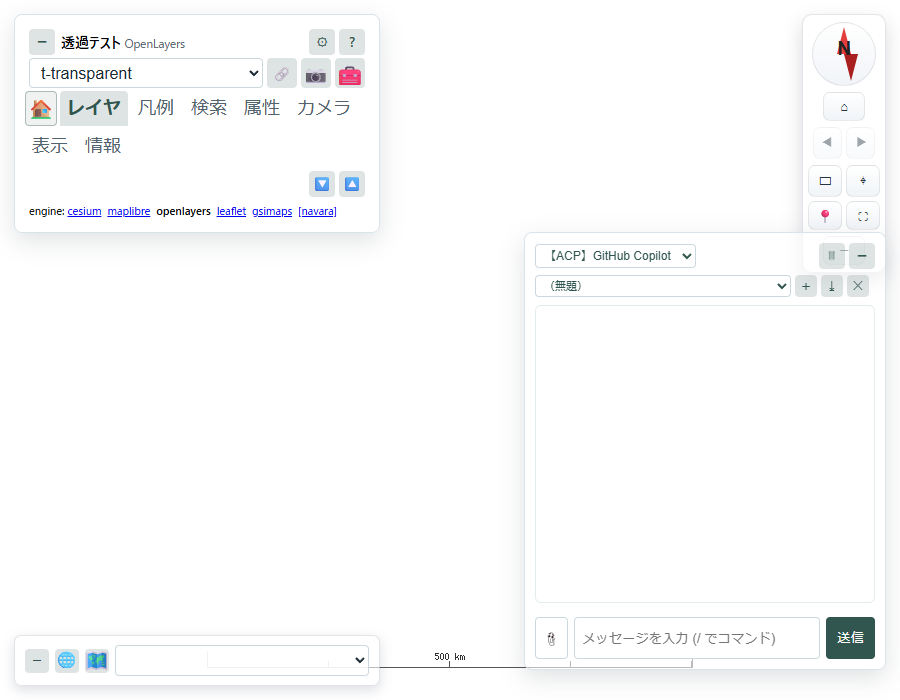 透過テスト OpenLayers
?
t-transparent
レイヤ 凡例 検索 属性 カメラ
表示 情報
engine: cesium maplibre openlayers leaflet gsimaps [navara]
N
【ACP】GitHub Copilot
（無題）
メッセージを入力 (/ でコマンド)
送信
500 km